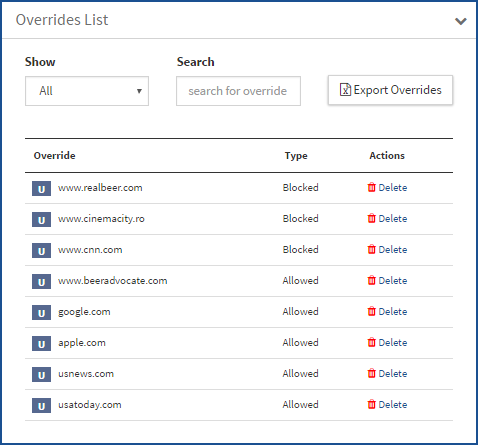 Overrides List
Show Search
All search for override Export Overrides
Override Type Actions
U www.realbeer.com Blocked Delete
U www.cinemacity.ro Blocked Delete
U www.cnn.com Blocked Delete
U www.beeradvocate.com Allowed Delete
U google.com Allowed Delete
U apple.com Allowed Delete
U usnews.com Allowed Delete
U usatoday.com Allowed Delete